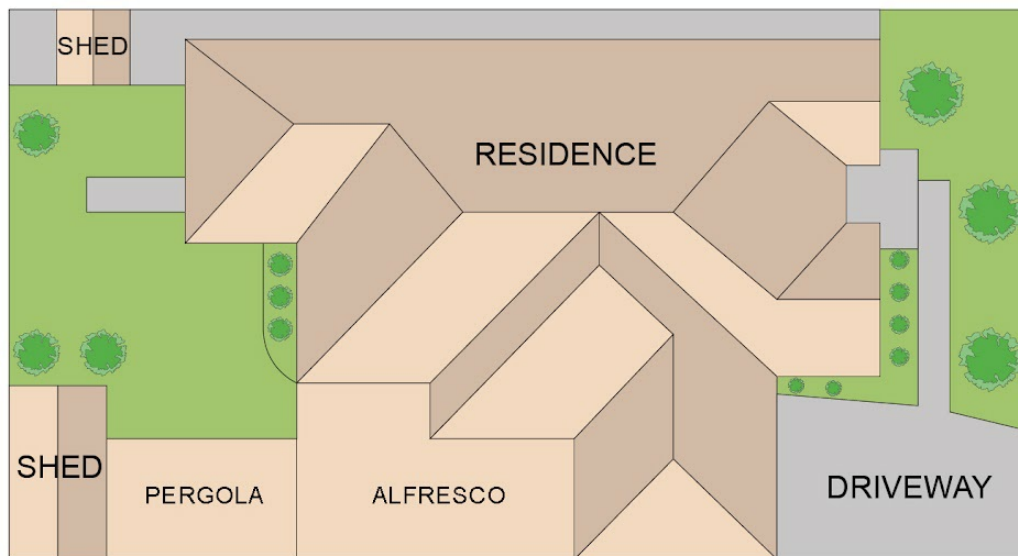 SHED
RESIDENCE
SHED
PERGOLA
ALFRESCO
DRIVEWAY